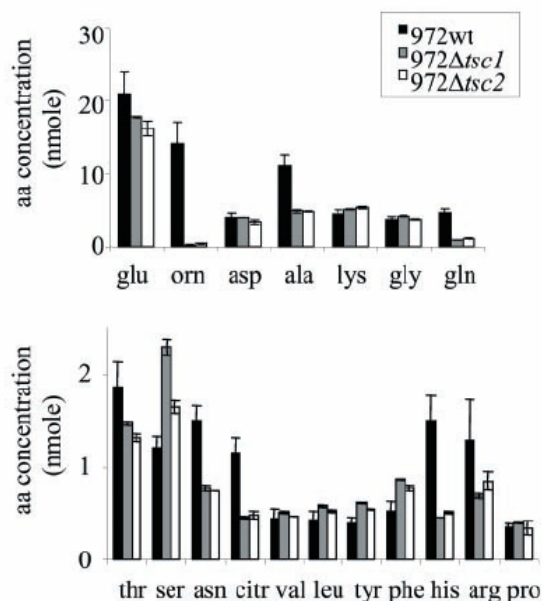 972wt
972Δtsc1
972Δtsc2
aa concentration
(nmole)
30
20
10
0
glu orn asp ala lys gly gln
aa concentration
(nmole)
2
1
0
thr ser asn citr val leu tyr phe his arg pro